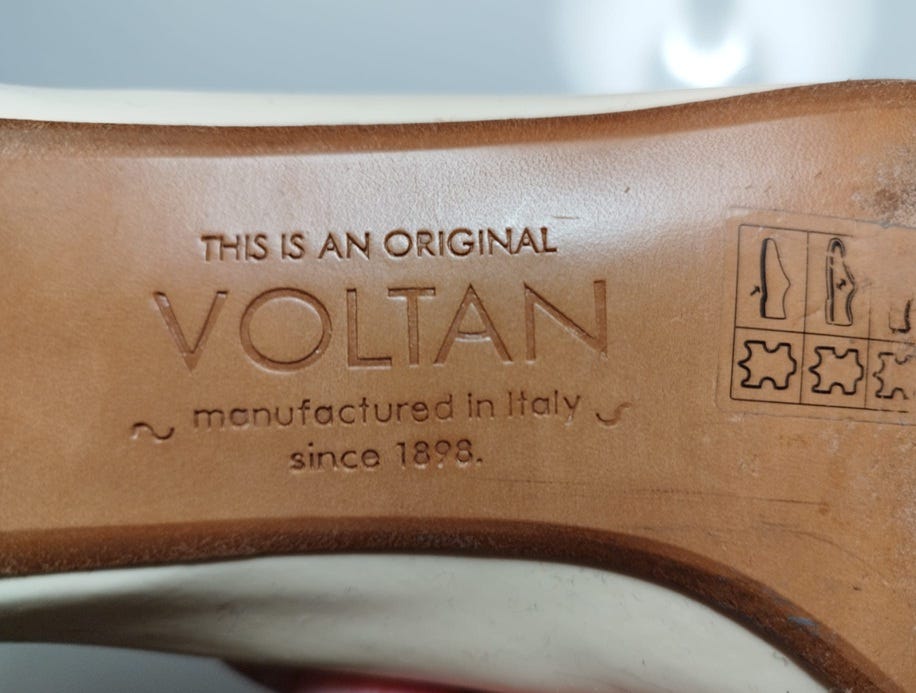 THIS IS AN ORIGINAL
VOLTAN
manufactured in Italy
since 1898.